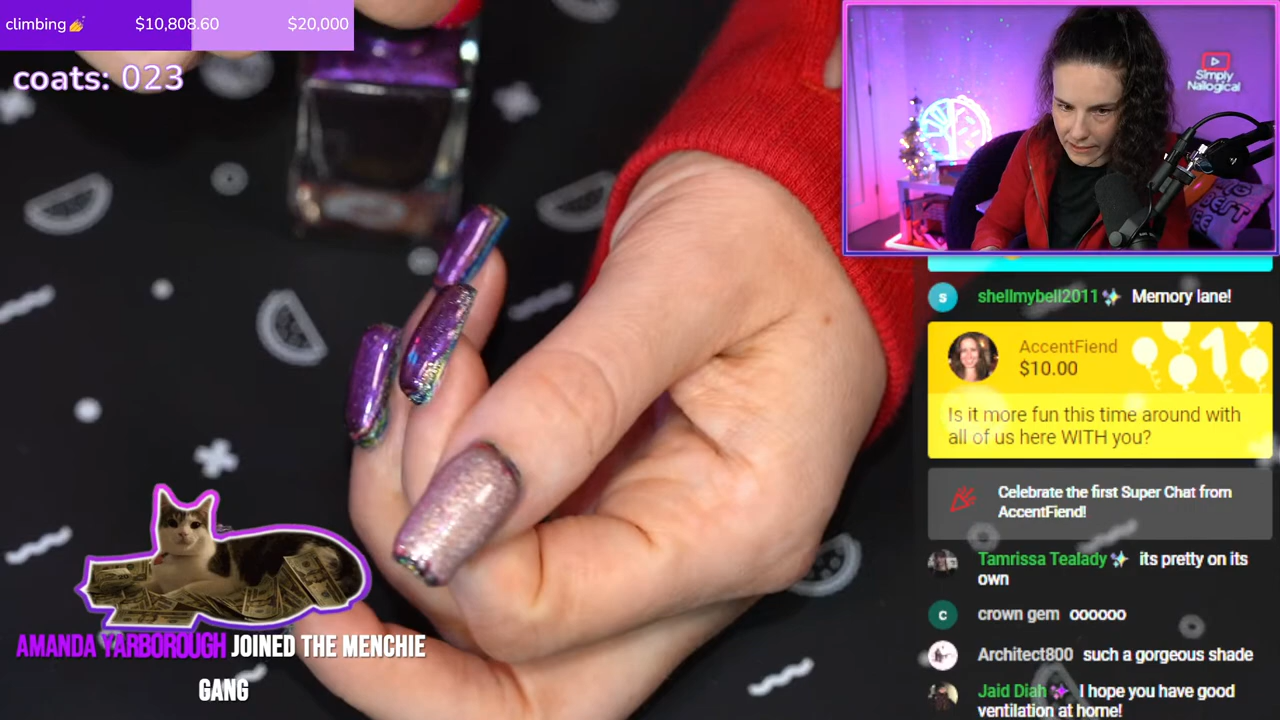 climbing💅 $10,808.60 $20,000
coats: 023
Simply
Nailogical
s shellmybell2011 Memory lane!
AccentFiend
$10.00
Is it more fun this time around with
all of us here WITH you?
Celebrate the first Super Chat from
AccentFiend!
Tamrissa Tealady its pretty on its
own
c crown gem oooooo
Architect800 such a gorgeous shade
Jaid Diah I hope you have good
ventilation at home!
AMANDA YARBOROUGH JOINED THE MENCHIE
GANG